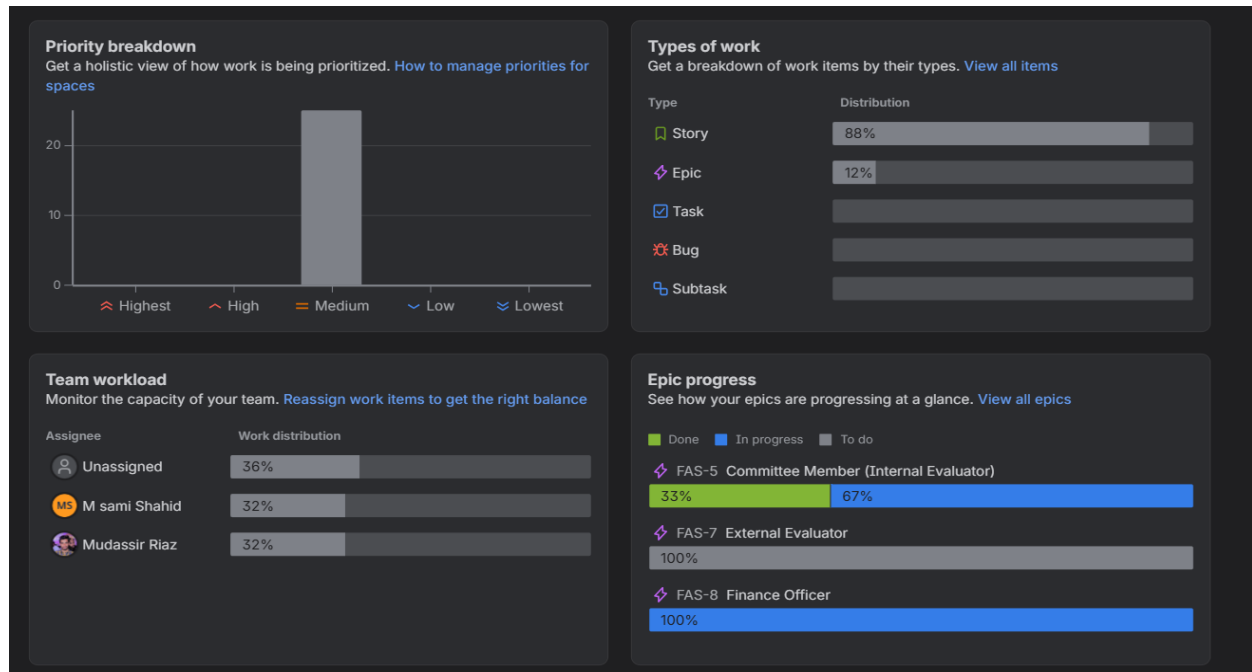 Priority breakdown
Get a holistic view of how work is being prioritized. How to manage priorities for
spaces
20
10
0
Highest
High
Medium
Low
Lowest
Types of work
Get a breakdown of work items by their types. View all items
Type Distribution
Story 88%
Epic 12%
Task
Bug
Subtask
Team workload
Monitor the capacity of your team. Reassign work items to get the right balance
Assignee Work distribution
Unassigned 36%
MS M sami Shahid 32%
Mudassir Riaz 32%
Epic progress
See how your epics are progressing at a glance. View all epics
Done In progress To do
FAS-5 Committee Member (Internal Evaluator)
33% 67%
FAS-7 External Evaluator
100%
FAS-8 Finance Officer
100%